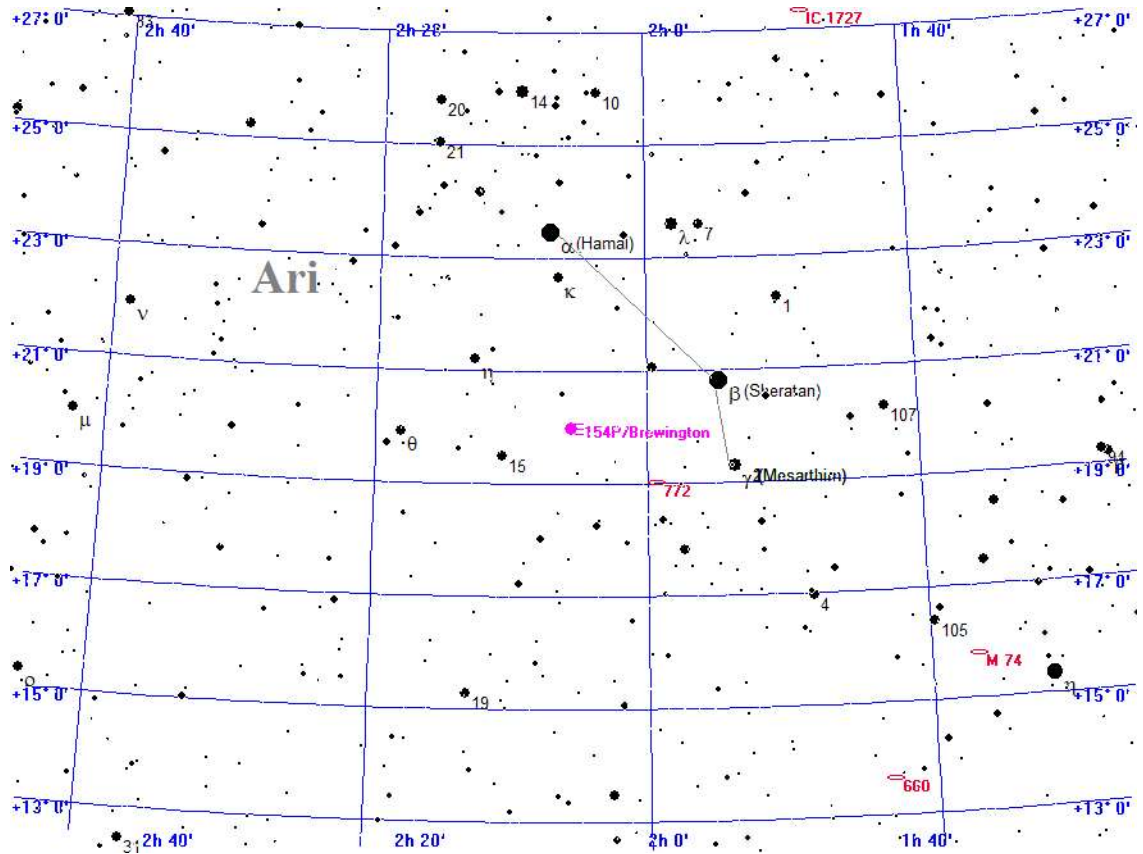 33
IC 1727
+27° 0'
2h 40'
2h 20'
2h 0'
1h 40'
+27° 0'
20
14
10
+25° 0'
+25° 0'
21
α (Hamal)
λ
7
+23° 0'
+23° 0'
Ari
κ
1
ν
+21° 0'
+21° 0'
η
β (Sheratan)
107
μ
154P/Brewington
θ
15
94
+19° 0'
+19° 0'
(Mesarthim)
772
+17° 0'
+17° 0'
4
105
M 74
ο
η
+15° 0'
+15° 0'
19
660
+13° 0'
+13° 0'
31
2h 40'
2h 20'
2h 0'
1h 40'